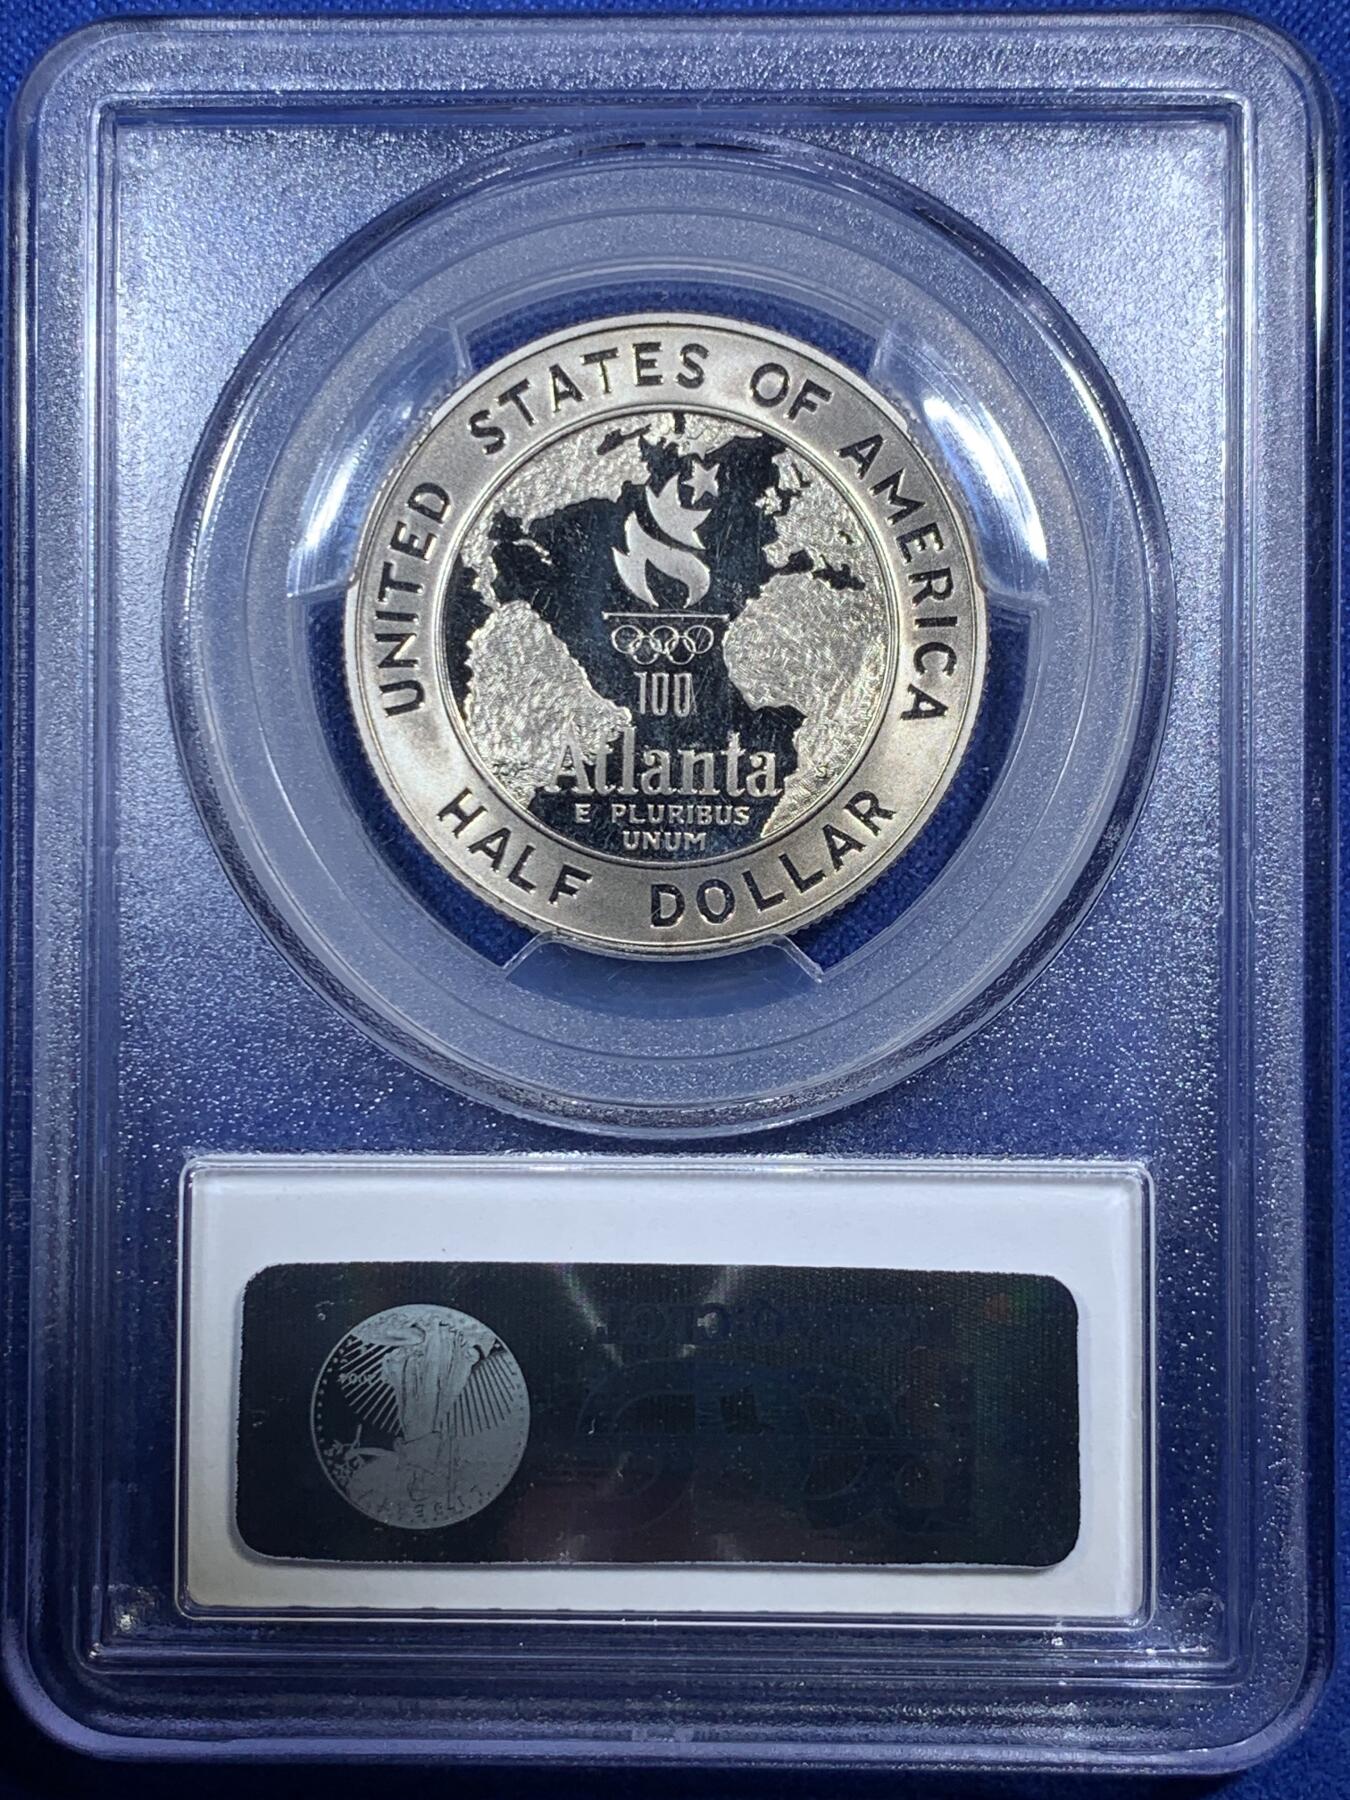 UNITED STATES OF AMERICA
100
Atlanta
E PLURIBUS
UNUM
HALF DOLLAR